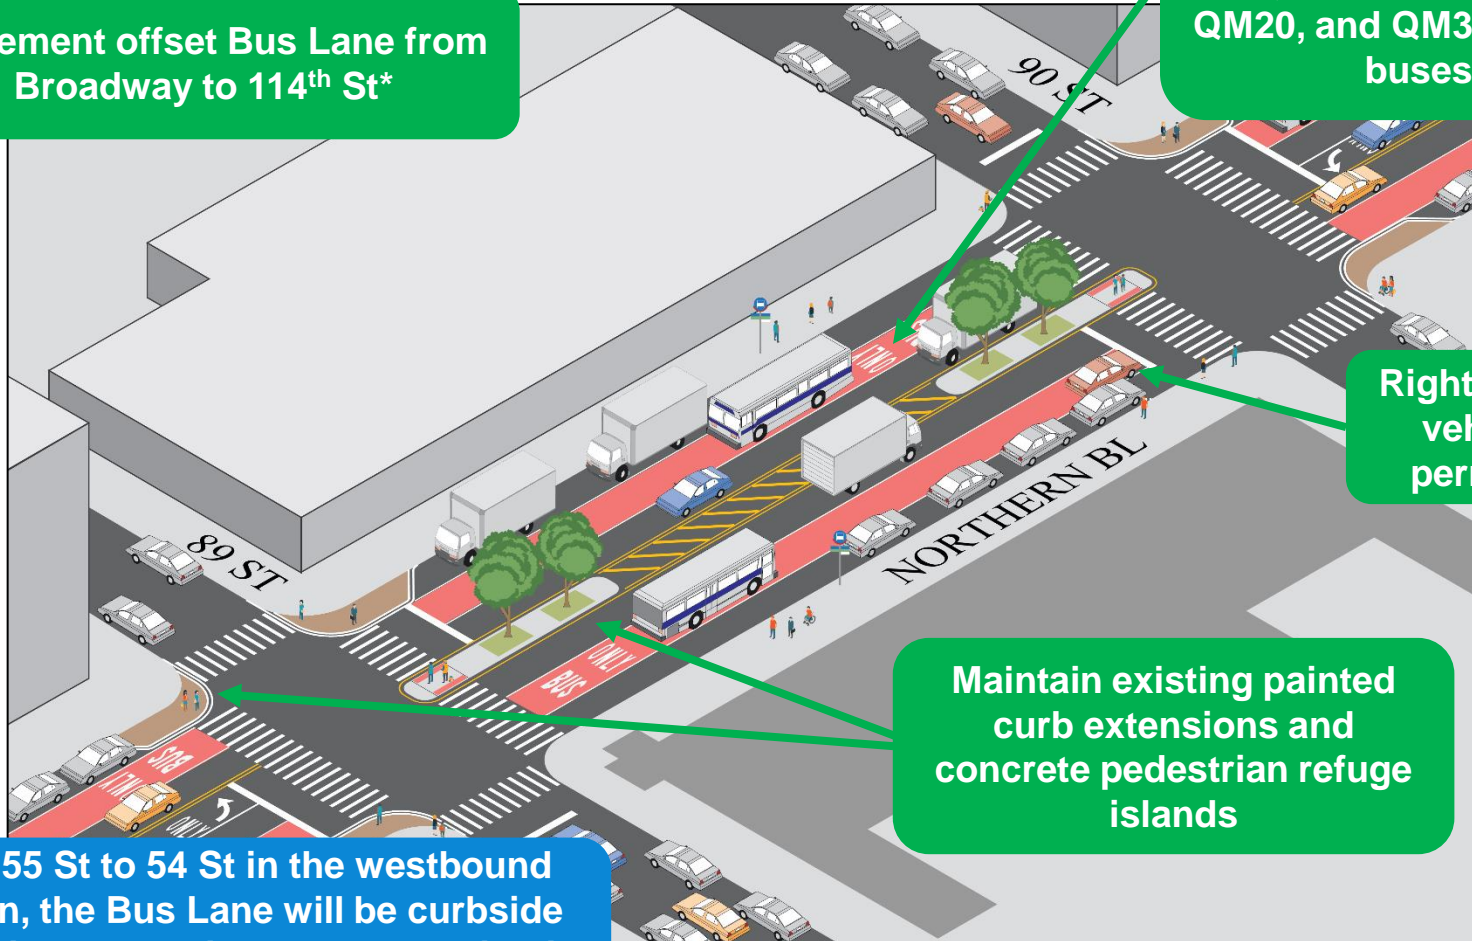 ement offset Bus Lane from
Broadway to 114th St*
QM20, and QM3
buses
90 ST
ONLY
Right
veh
per
89 ST
NORTHERN BL
ONLY
BUS
Maintain existing painted
curb extensions and
concrete pedestrian refuge
islands
BUS
ONLY
ONLY
55 St to 54 St in the westbound
n, the Bus Lane will be curbside